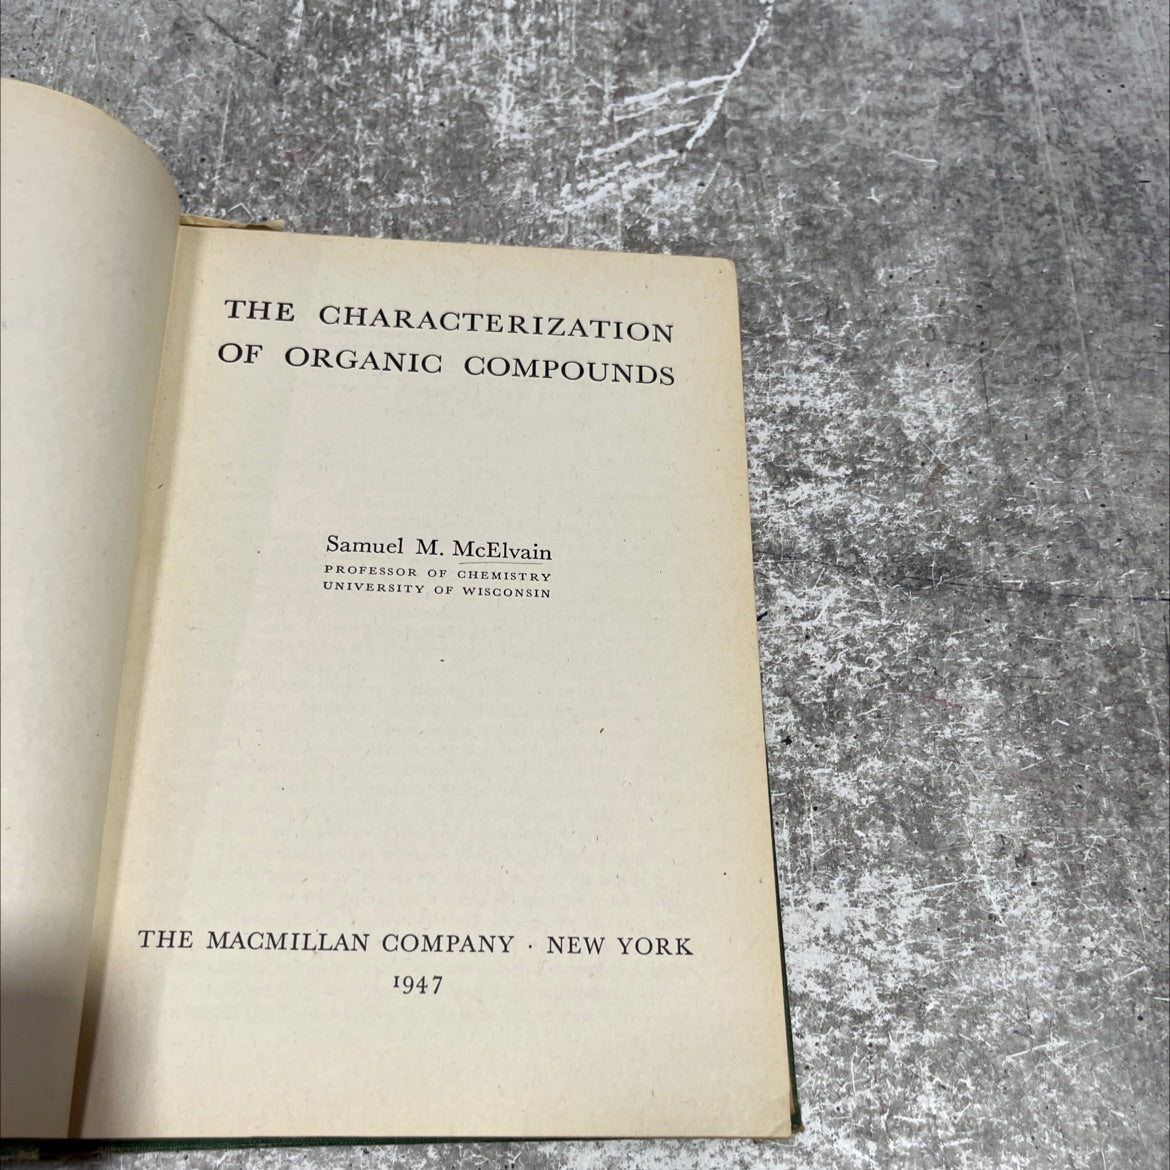 THE CHARACTERIZATION
OF ORGANIC COMPOUNDS
Samuel M. McElvain
PROFESSOR OF CHEMISTRY
UNIVERSITY OF WISCONSIN
THE MACMILLAN COMPANY · NEW YORK
1947